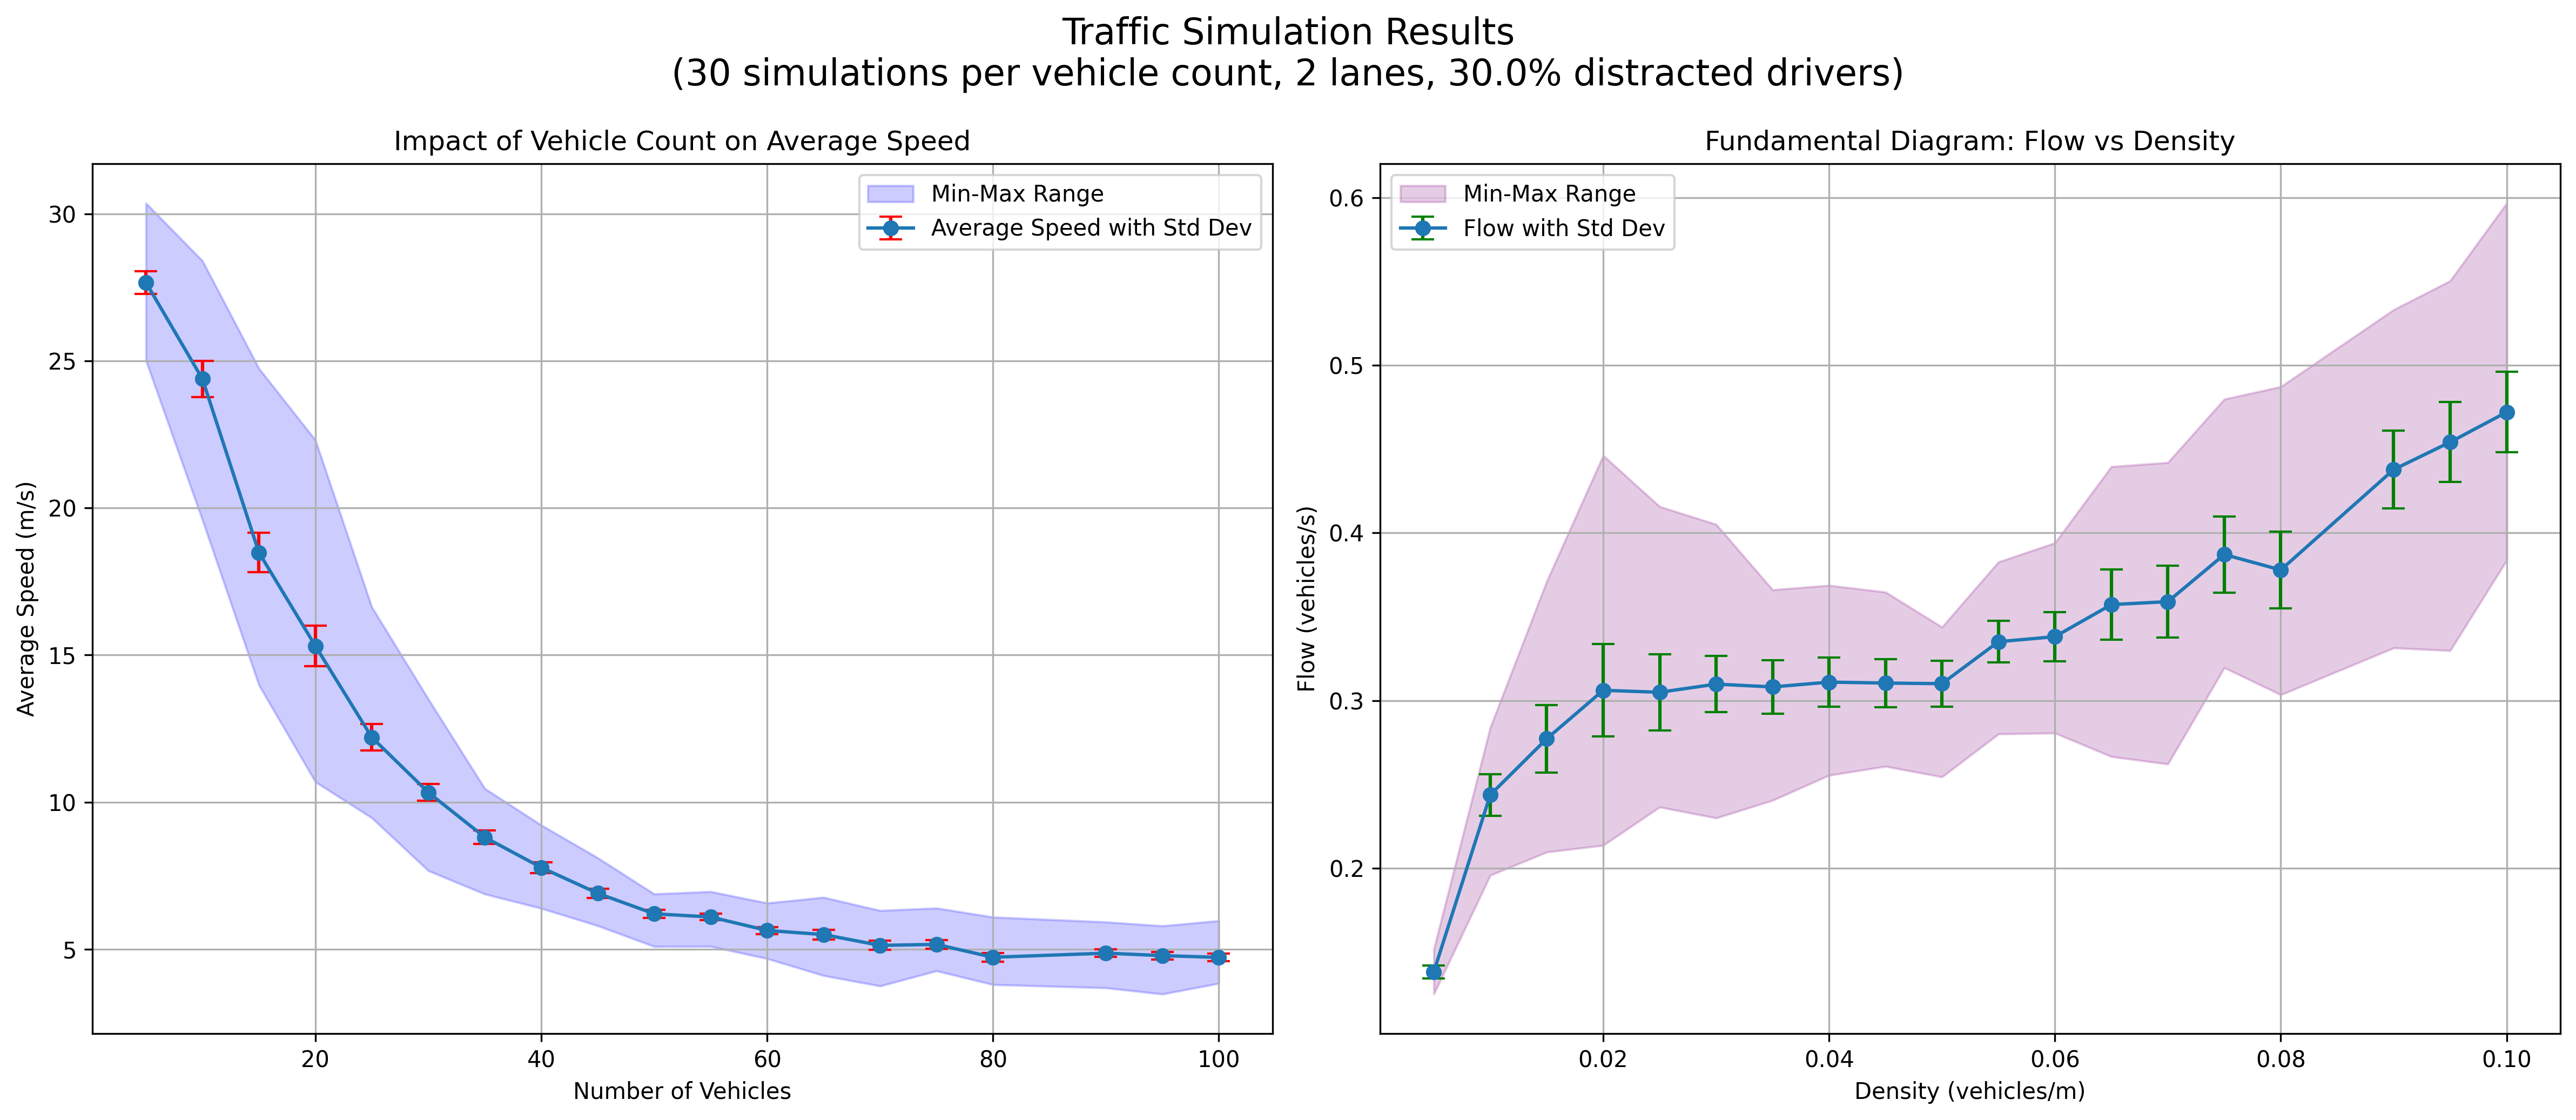 Traffic Simulation Results
(30 simulations per vehicle count, 2 lanes, 30.0% distracted drivers)
Impact of Vehicle Count on Average Speed
Min-Max Range
Average Speed with Std Dev
30
25
20
15
10
5
Average Speed (m/s)
20
40
60
80
100
Number of Vehicles
Fundamental Diagram: Flow vs Density
Min-Max Range
Flow with Std Dev
0.6
0.5
0.4
0.3
0.2
Flow (vehicles/s)
0.02
0.04
0.06
0.08
0.10
Density (vehicles/m)